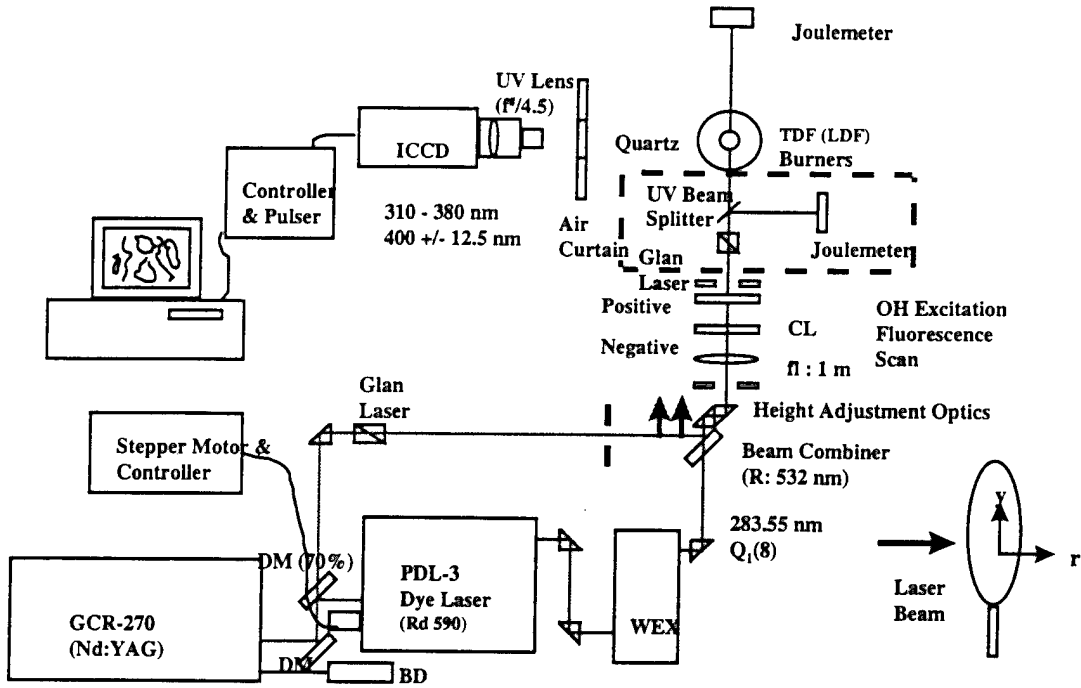 Joulemeter
UV Lens
(f#/4.5)
ICCD
Quartz
TDF (LDF)
Burners
Controller
& Pulser
310 - 380 nm
400 +/- 12.5 nm
Air
Curtain
UV Beam
Splitter
Joulemeter
Glan
Laser
Positive
CL
OH Excitation
Fluorescence
Scan
Negative
fl : 1 m
Glan
Laser
Height Adjustment Optics
Stepper Motor &
Controller
Beam Combiner
(R: 532 nm)
283.55 nm
Q1(8)
y
r
Laser
Beam
DM (70%)
PDL-3
Dye Laser
(Rd 590)
GCR-270
(Nd:YAG)
WEX
DM
BD